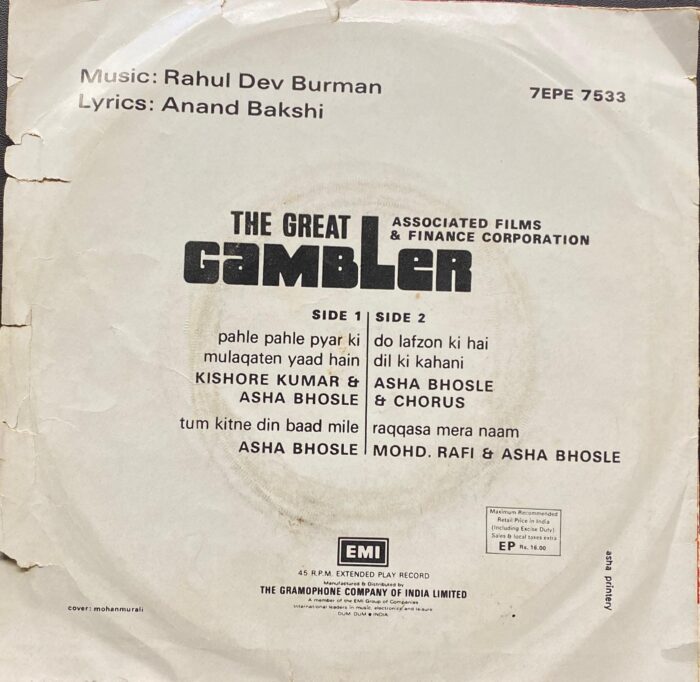 Music: Rahul Dev Burman
Lyrics: Anand Bakshi
7EPE 7533
THE GREAT
GAMBLER
ASSOCIATED FILMS
& FINANCE CORPORATION
SIDE 1
pahle pahle pyar ki
mulaqaten yaad hain
KISHORE KUMAR &
ASHA BHOSLE
tum kitne din baad mile
ASHA BHOSLE
SIDE 2
do lafzon ki hai
dil ki kahani
ASHA BHOSLE
& CHORUS
raqqasa mera naam
MOHD. RAFI & ASHA BHOSLE
Maximum Recommended
Retail Price in India
(Including Excise Duty)
Sales & local taxes extra
EP Rs. 16.00
EMI
45 R.P.M. EXTENDED PLAY RECORD
Manufactured & Distributed by
THE GRAMOPHONE COMPANY OF INDIA LIMITED
A member of the EMI Group of Companies
International leaders in music, electronics and leisure
DUM DUM • INDIA
cover: mohanmurali
asha printery